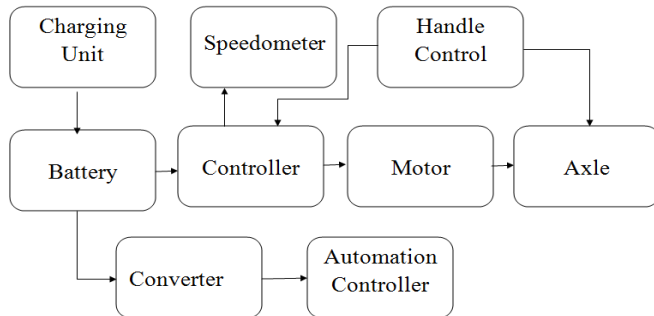 Charging
Unit
Speedometer
Handle
Control
Battery
Controller
Motor
Axle
Converter
Automation
Controller